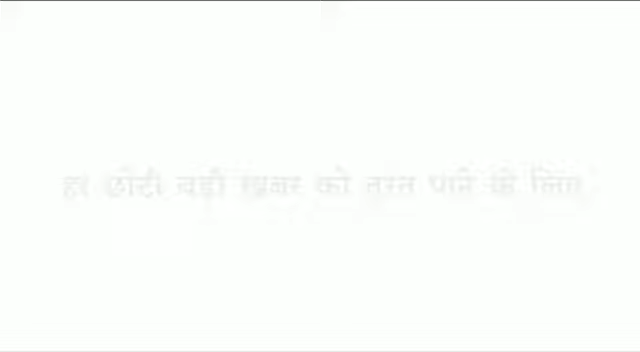 हर छोटी बड़ी खबर को तुरंत पाने के लिए